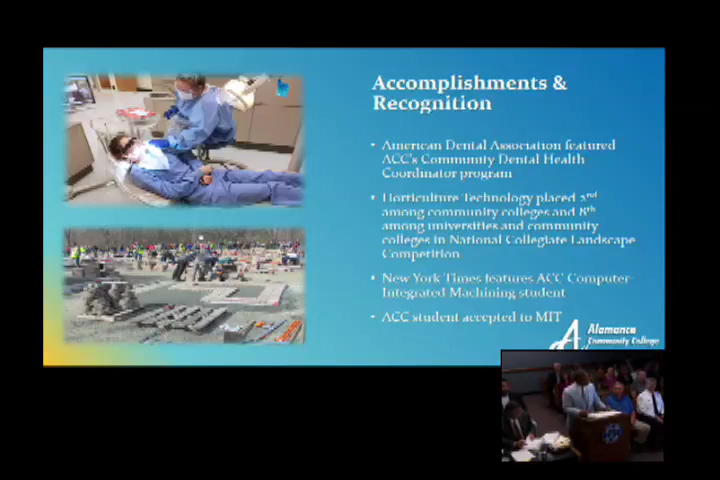 Accomplishments &
Recognition
• American Dental Association featured
ACC's Community Dental Health
Coordinator program
• Horticulture Technology placed 2nd
among community colleges and 8th
among universities and community
colleges in National Collegiate Landscape
Competition
• New York Times features ACC Computer-
Integrated Machining student
• ACC student accepted to MIT
Alamance
Community College